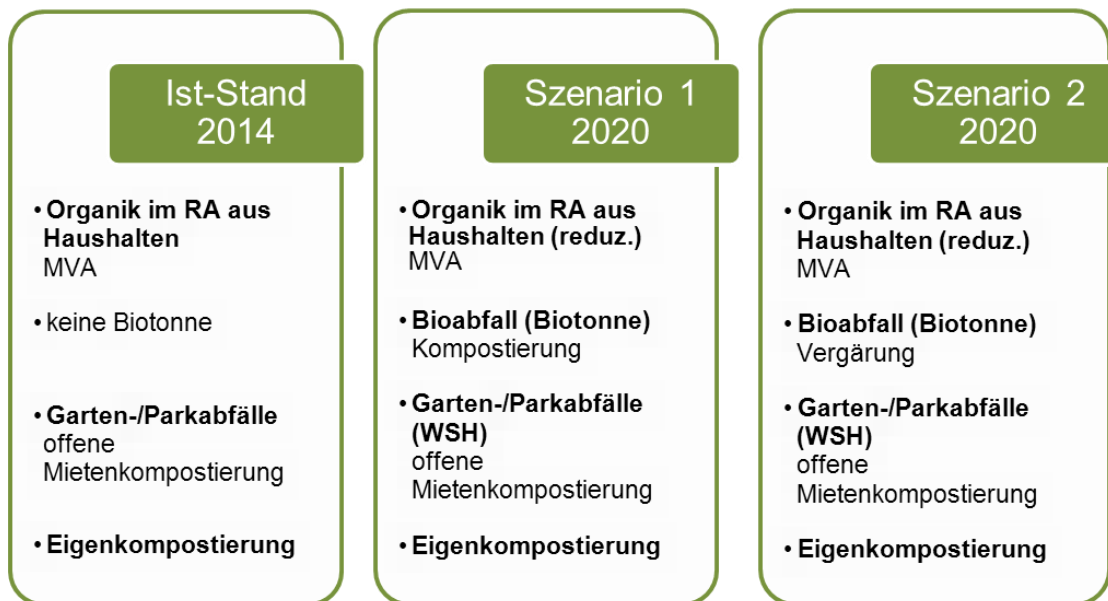 Ist-Stand
2014
• Organik im RA aus
Haushalten
MVA
• keine Biotonne
• Garten-/Parkabfälle
offene
Mietenkompostierung
• Eigenkompostierung
Szenario 1
2020
• Organik im RA aus
Haushalten (reduz.)
MVA
• Bioabfall (Biotonne)
Kompostierung
• Garten-/Parkabfälle
(WSH)
offene
Mietenkompostierung
• Eigenkompostierung
Szenario 2
2020
• Organik im RA aus
Haushalten (reduz.)
MVA
• Bioabfall (Biotonne)
Vergärung
• Garten-/Parkabfälle
(WSH)
offene
Mietenkompostierung
• Eigenkompostierung